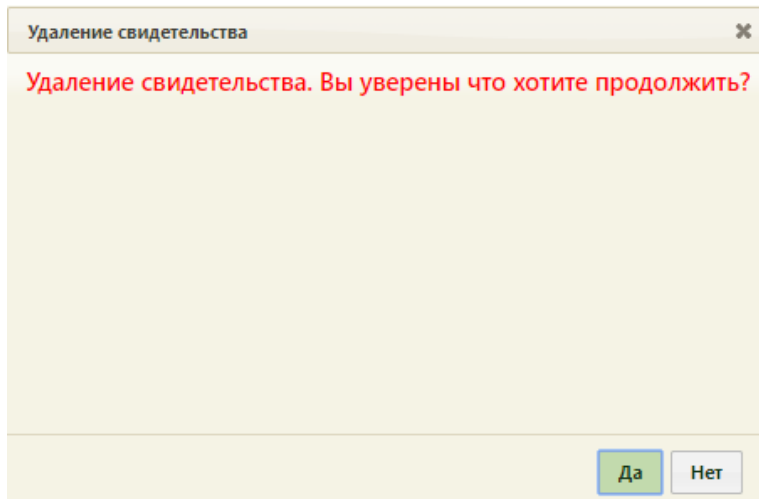 Удаление свидетельства
Удаление свидетельства. Вы уверены что хотите продолжить?
Да Нет